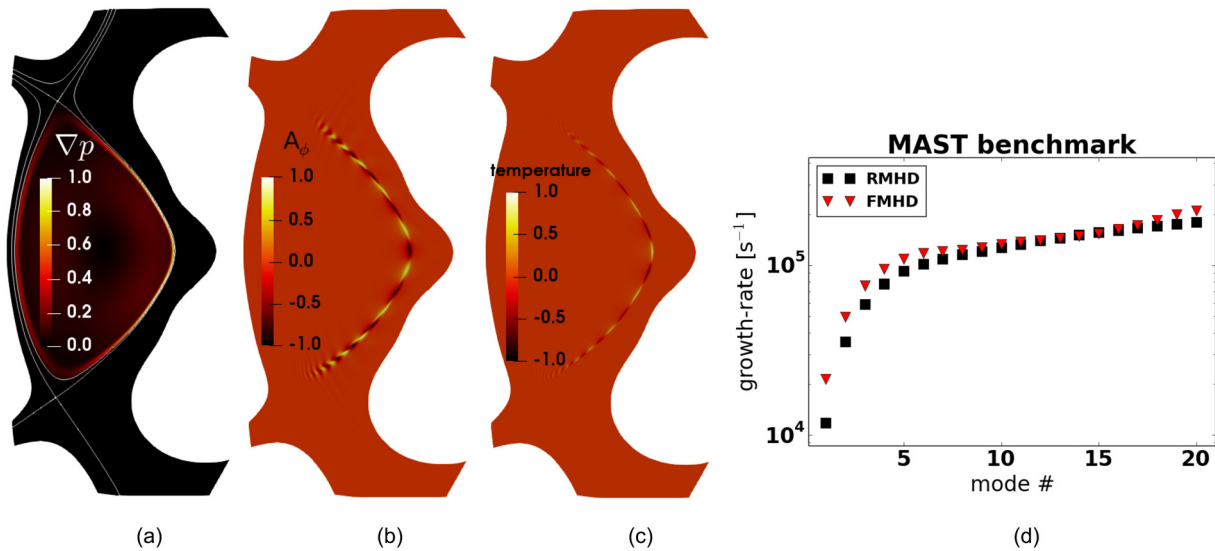 ∇p
1.0
0.8
0.6
0.4
0.2
0.0
(a)
A_ϕ
1.0
0.5
0.0
-0.5
-1.0
(b)
temperature
1.0
0.5
0.0
-0.5
-1.0
(c)
MAST benchmark
RMHD
FMHD
growth-rate [s⁻¹]
10⁵
10⁴
5 10 15 20
mode #
(d)